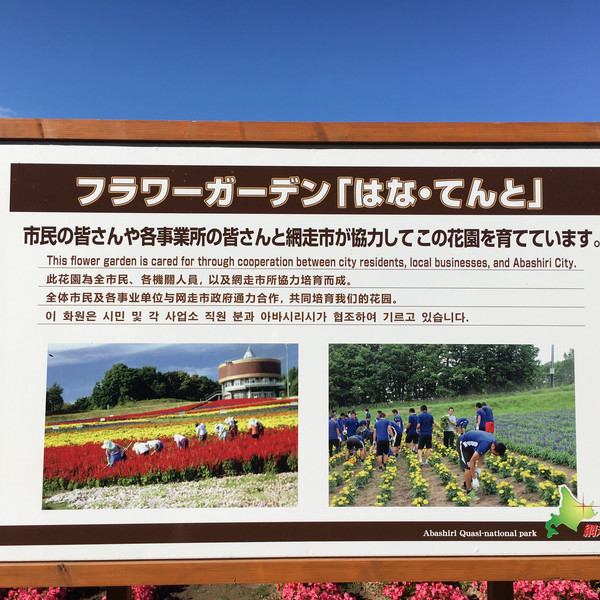 フラワーガーデン「はな・てんと」
市民の皆さんや各事業所の皆さんと網走市が協力してこの花園を育てています。
This flower garden is cared for through cooperation between city residents, local businesses, and Abashiri City.
此花園為全市民、各機關人員，以及網走市所協力培育而成。
全体市民及各事业单位与网走市政府通力合作，共同培育我们的花园。
이 화원은 시민 및 각 사업소 직원 분과 아바시리시가 협조하여 기르고 있습니다.
Abashiri Quasi-national park
網走